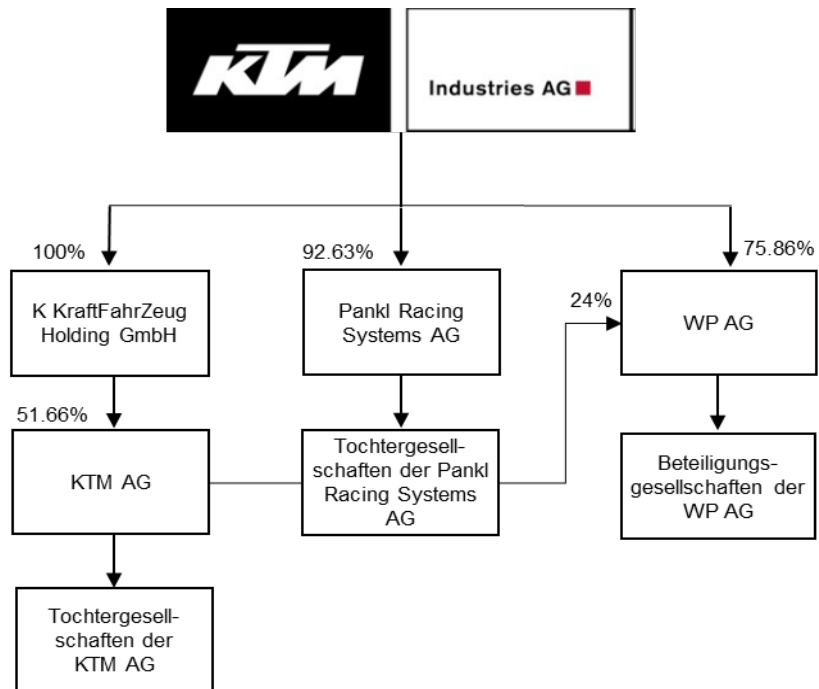 KTM
Industries AG
100%
92.63%
75.86%
24%
K KraftFahrZeug
Holding GmbH
Pankl Racing
Systems AG
WP AG
51.66%
KTM AG
Tochtergesell-
schaften der Pankl
Racing Systems
AG
Beteiligungs-
gesellschaften der
WP AG
Tochtergesell-
schaften der
KTM AG